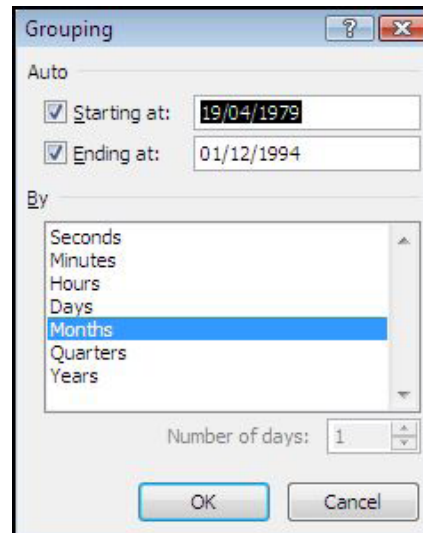 Grouping ?
Auto
Starting at: 19/04/1979
Ending at: 01/12/1994
By
Seconds
Minutes
Hours
Days
Months
Quarters
Years
Number of days: 1
OK Cancel